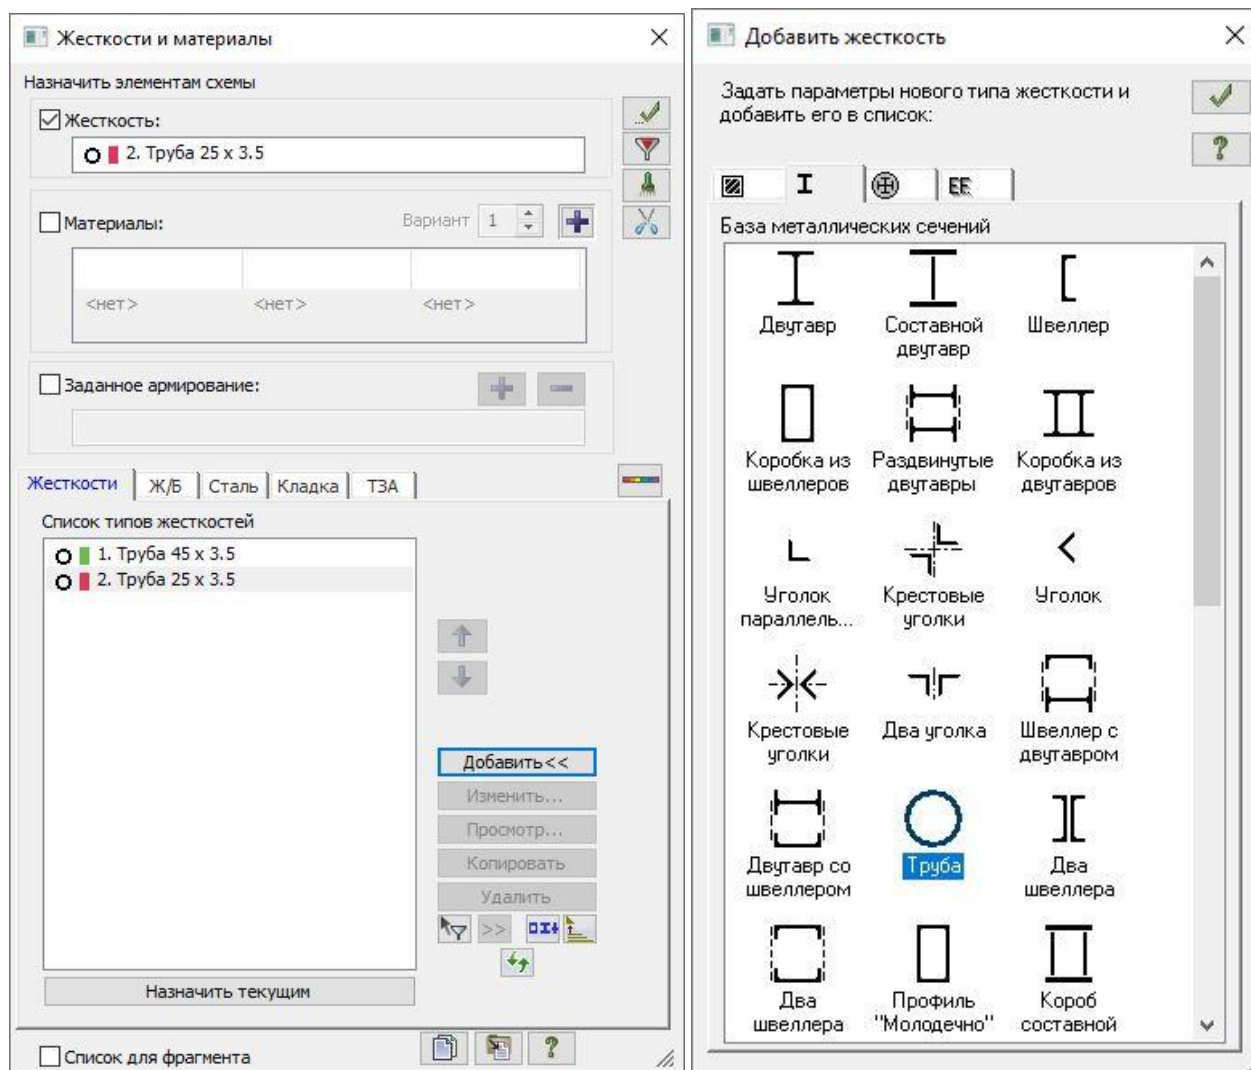 Жесткости и материалы
Назначить элементам схемы
Жесткость:
2. Труба 25 x 3.5
Материалы:
Вариант 1
<нет> <нет> <нет>
Заданное армирование:
Жесткости Ж/Б Сталь Кладка ТЗА
Список типов жесткостей
1. Труба 45 x 3.5
2. Труба 25 x 3.5
Добавить<<
Изменить...
Просмотр...
Копировать
Удалить
>>
Назначить текущим
Список для фрагмента
Добавить жесткость
Задать параметры нового типа жесткости и
добавить его в список:
База металлических сечений
Двутавр
Составной
двутавр
Швеллер
Коробка из
швеллеров
Раздвинутые
двутавры
Коробка из
двутавров
Уголок
параллель...
Крестовые
уголки
Уголок
Крестовые
уголки
Два уголка
Швеллер с
двутавром
Двутавр со
швеллером
Труба
Два
швеллера
Два
швеллера
Профиль
"Молодечно"
Короб
составной